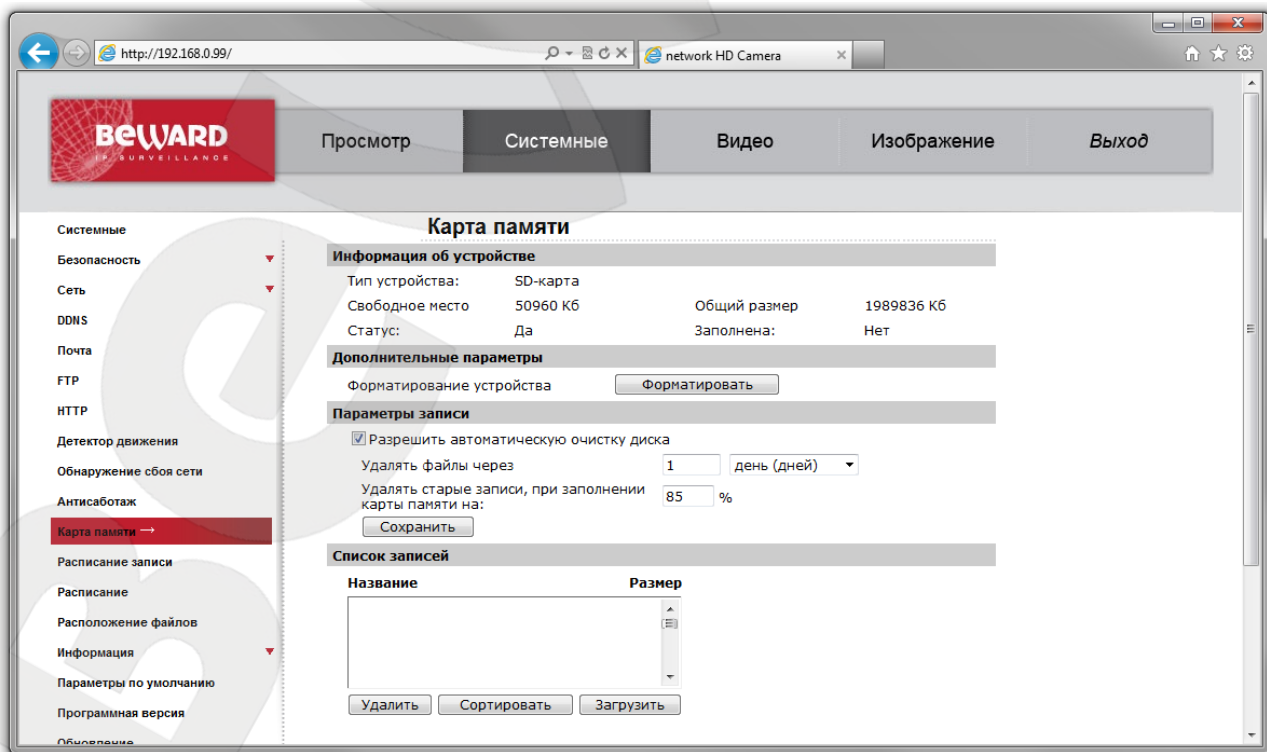 http://192.168.0.99/
network HD Camera
BEWARD
IP SURVEILLANCE
Просмотр
Системные
Видео
Изображение
Выход
Системные
Безопасность
Сеть
DDNS
Почта
FTP
HTTP
Детектор движения
Обнаружение сбоя сети
Антисаботаж
Карта памяти →
Расписание записи
Расписание
Расположение файлов
Информация
Параметры по умолчанию
Программная версия
Обновление
Карта памяти
Информация об устройстве
Тип устройства: SD-карта
Свободное место 50960 Кб Общий размер 1989836 Кб
Статус: Да Заполнена: Нет
Дополнительные параметры
Форматирование устройства Форматировать
Параметры записи
Разрешить автоматическую очистку диска
Удалять файлы через 1 день (дней)
Удалять старые записи, при заполнении
карты памяти на: 85 %
Сохранить
Список записей
Название Размер
Удалить Сортировать Загрузить